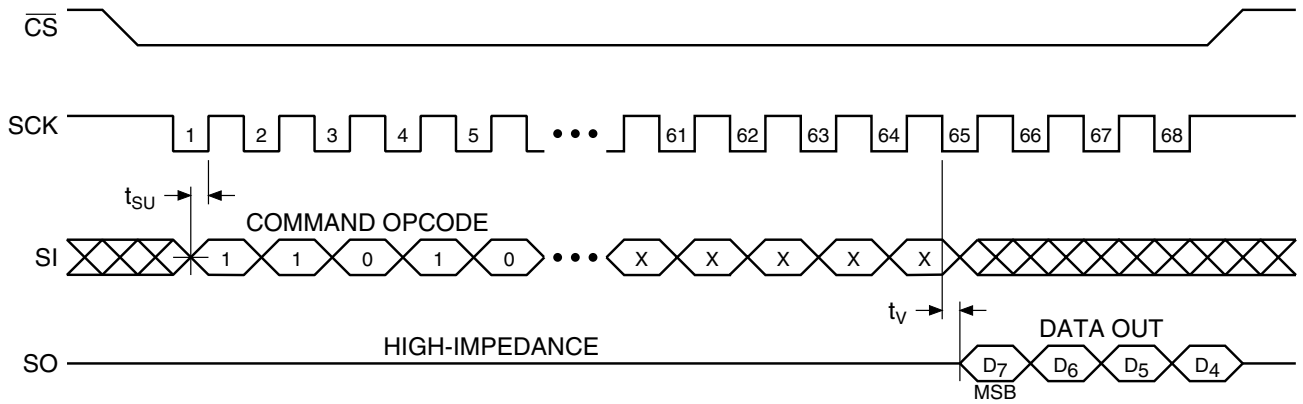 CS
SCK 1 2 3 4 5 ••• 61 62 63 64 65 66 67 68
tSU
COMMAND OPCODE
SI 1 1 0 1 0 ••• X X X X X
tV
DATA OUT
HIGH-IMPEDANCE
SO D7 D6 D5 D4
MSB